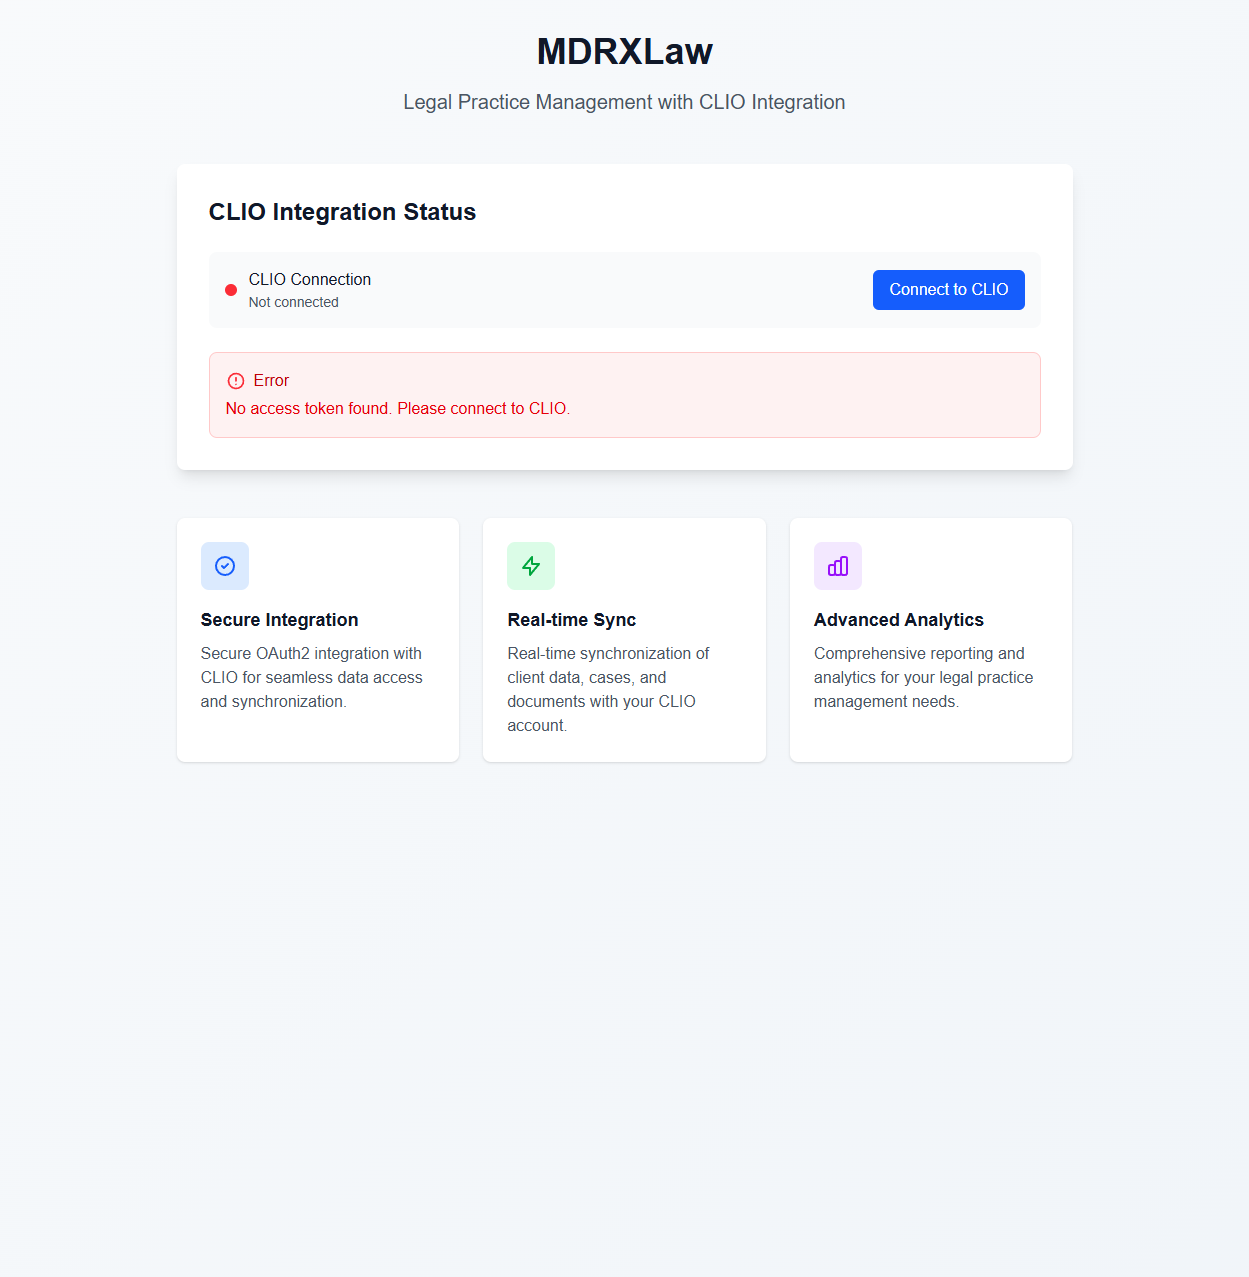 MDRXLaw
Legal Practice Management with CLIO Integration
CLIO Integration Status
CLIO Connection
Not connected
Connect to CLIO
Error
No access token found. Please connect to CLIO.
Secure Integration
Secure OAuth2 integration with
CLIO for seamless data access
and synchronization.
Real-time Sync
Real-time synchronization of
client data, cases, and
documents with your CLIO
account.
Advanced Analytics
Comprehensive reporting and
analytics for your legal practice
management needs.